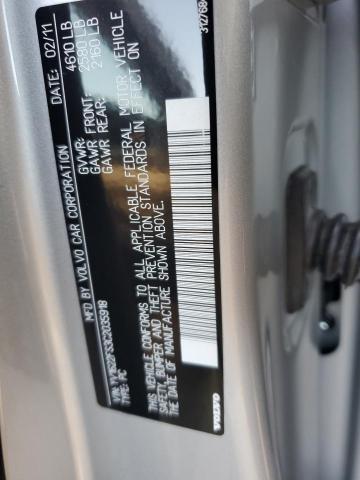 MFD BY VOLVO CAR CORPORATION DATE: 02/11
GVWR: 4610 LB
GAWR FRONT: 2580 LB
GAWR REAR: 2160 LB
TYPE: PC
THIS VEHICLE CONFORMS TO ALL APPLICABLE FEDERAL MOTOR VEHICLE
SAFETY, BUMPER AND THEFT PREVENTION STANDARDS IN EFFECT ON
THE DATE OF MANUFACTURE SHOWN ABOVE.
VOLVO